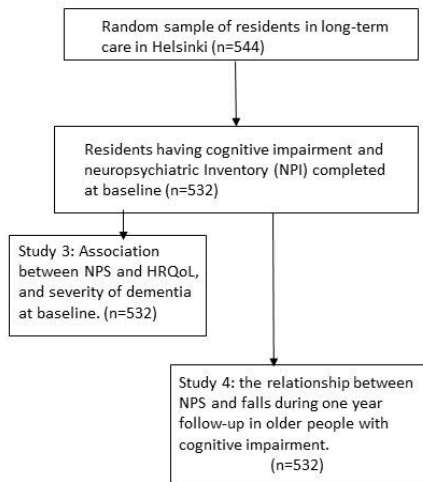 Random sample of residents in long-term
care in Helsinki (n=544)
Residents having cognitive impairment and
neuropsychiatric Inventory (NPI) completed
at baseline (n=532)
Study 3: Association
between NPS and HRQoL,
and severity of dementia
at baseline. (n=532)
Study 4: the relationship between
NPS and falls during one year
follow-up in older people with
cognitive impairment.
(n=532)